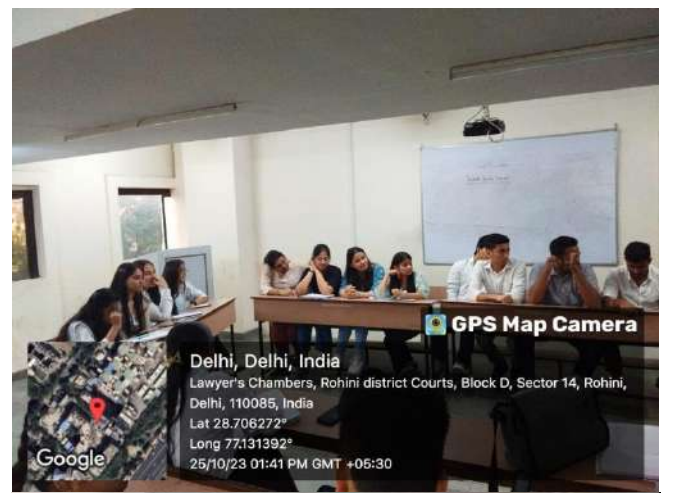 GPS Map Camera
Delhi, Delhi, India
Lawyer's Chambers, Rohini district Courts, Block D, Sector 14, Rohini,
Delhi, 110085, India
Lat 28.706272°
Long 77.131392°
25/10/23 01:41 PM GMT +05:30
Google